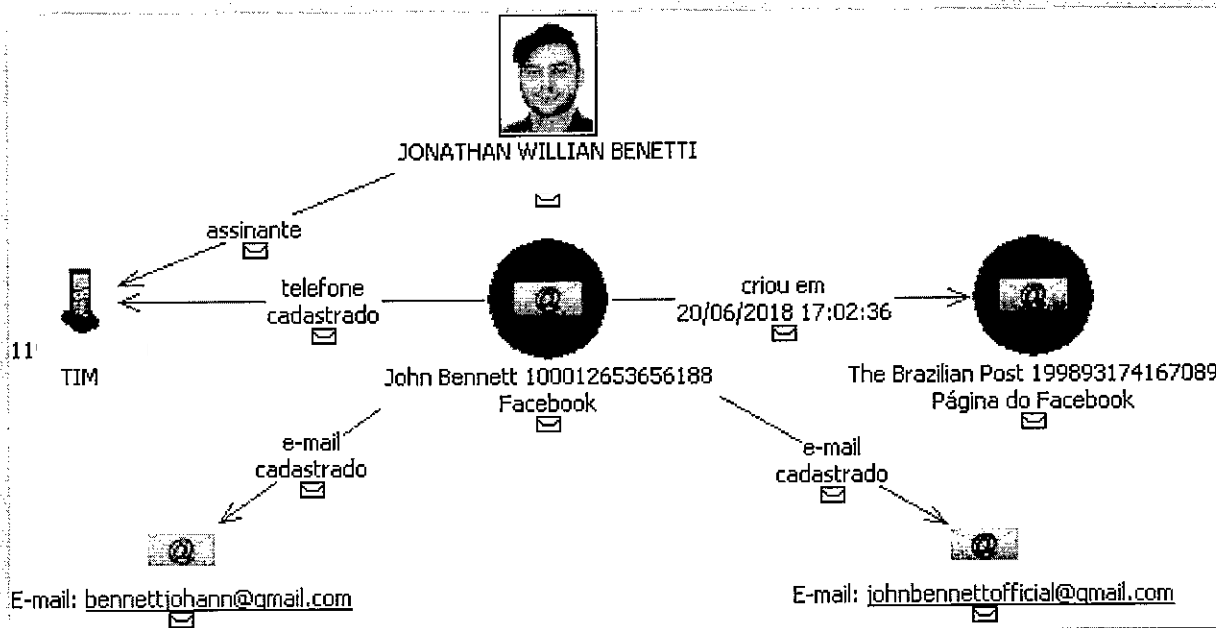 JONATHAN WILLIAN BENETTI
assinante
telefone
cadastrado
criou em
20/06/2018 17:02:36
11
TIM
John Bennett 100012653656188
Facebook
The Brazilian Post 199893174167089
Página do Facebook
e-mail
cadastrado
e-mail
cadastrado
@
@
@
@
E-mail: bennettjohann@gmail.com
E-mail: johnbennettofficial@gmail.com